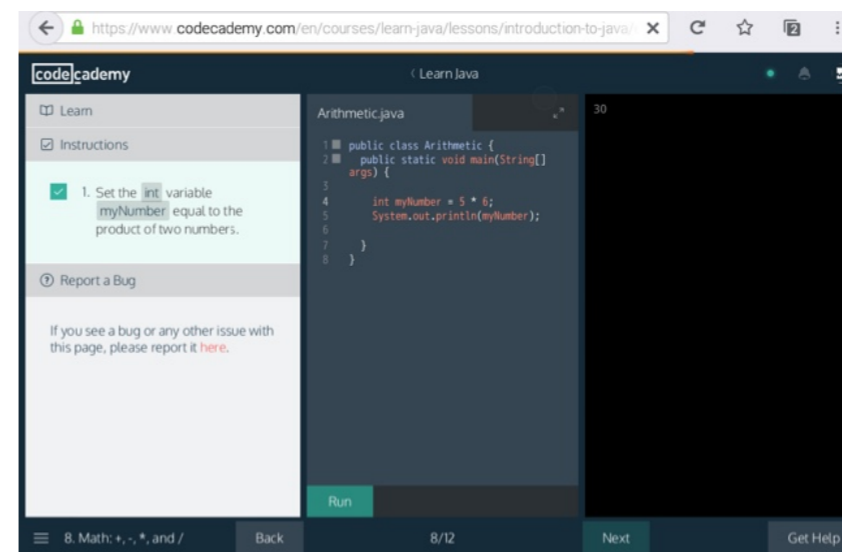 https://www.codecademy.com/en/courses/learn-java/lessons/introduction-to-java/
2
codecademy
Learn Java
Learn
Instructions
1. Set the int variable
myNumber equal to the
product of two numbers.
Report a Bug
If you see a bug or any other issue with
this page, please report it here.
Arithmetic.java
1 public class Arithmetic {
2 public static void main(String[]
args) {
3
4 int myNumber = 5 * 6;
5 System.out.println(myNumber);
6
7 }
8 }
Run
30
8. Math: +, -, *, and /
Back
8/12
Next
Get Help